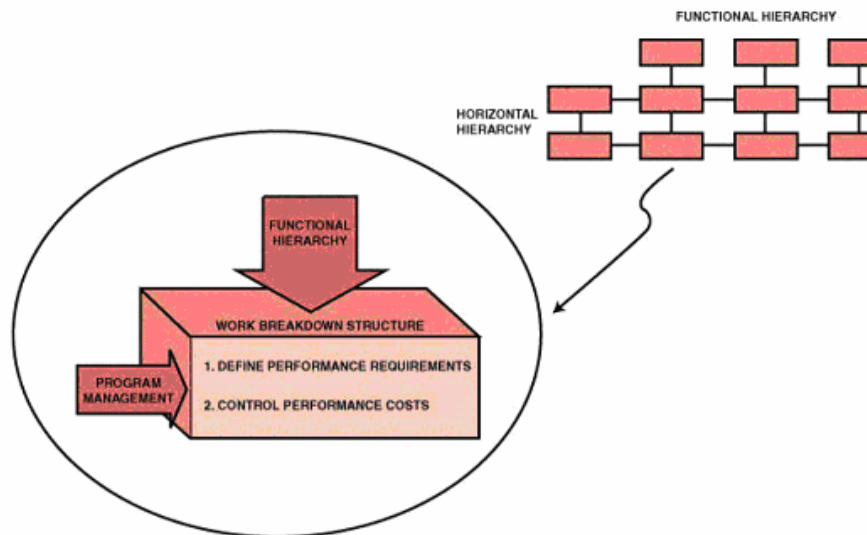 FUNCTIONAL HIERARCHY
HORIZONTAL
HIERARCHY
FUNCTIONAL
HIERARCHY
WORK BREAKDOWN STRUCTURE
1. DEFINE PERFORMANCE REQUIREMENTS
PROGRAM
MANAGEMENT
2. CONTROL PERFORMANCE COSTS